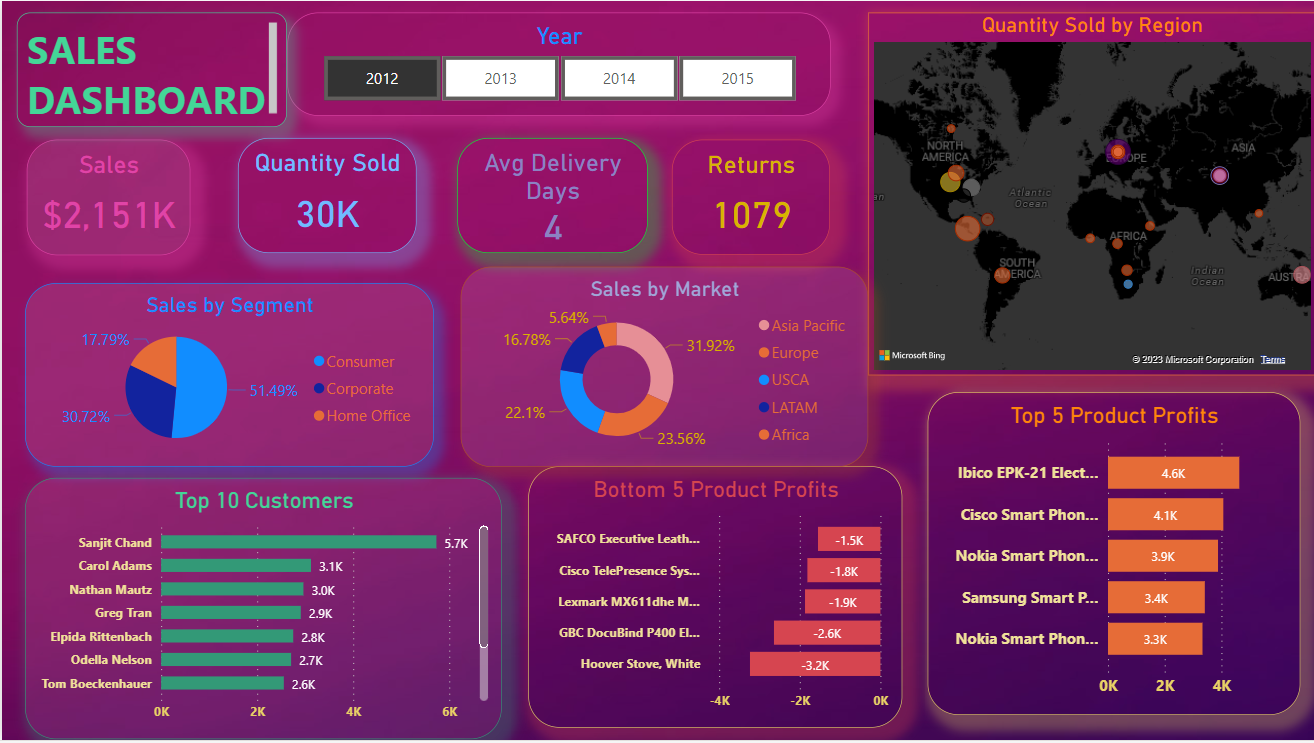 SALES
DASHBOARD
Year
2012
2013
2014
2015
Sales
$2,151K
Quantity Sold
30K
Avg Delivery
Days
4
Returns
1079
Quantity Sold by Region
NORTH
AMERICA
EUROPE
ASIA
Atlantic
Ocean
an
AFRICA
SOUTH
AMERICA
Indian
Ocean
AUSTRA
Microsoft Bing
© 2023 Microsoft Corporation Terms
Sales by Segment
17.79%
51.49%
30.72%
Consumer
Corporate
Home Office
Sales by Market
5.64%
16.78%
31.92%
22.1%
23.56%
Asia Pacific
Europe
USCA
LATAM
Africa
Top 10 Customers
Sanjit Chand 5.7K
Carol Adams 3.1K
Nathan Mautz 3.0K
Greg Tran 2.9K
Elpida Rittenbach 2.8K
Odella Nelson 2.7K
Tom Boeckenhauer 2.6K
0K 2K 4K 6K
Bottom 5 Product Profits
SAFCO Executive Leath... -1.5K
Cisco TelePresence Sys... -1.8K
Lexmark MX611dhe M... -1.9K
GBC DocuBind P400 El... -2.6K
Hoover Stove, White -3.2K
-4K -2K 0K
Top 5 Product Profits
Ibico EPK-21 Elect... 4.6K
Cisco Smart Phon... 4.1K
Nokia Smart Phon... 3.9K
Samsung Smart P... 3.4K
Nokia Smart Phon... 3.3K
0K 2K 4K